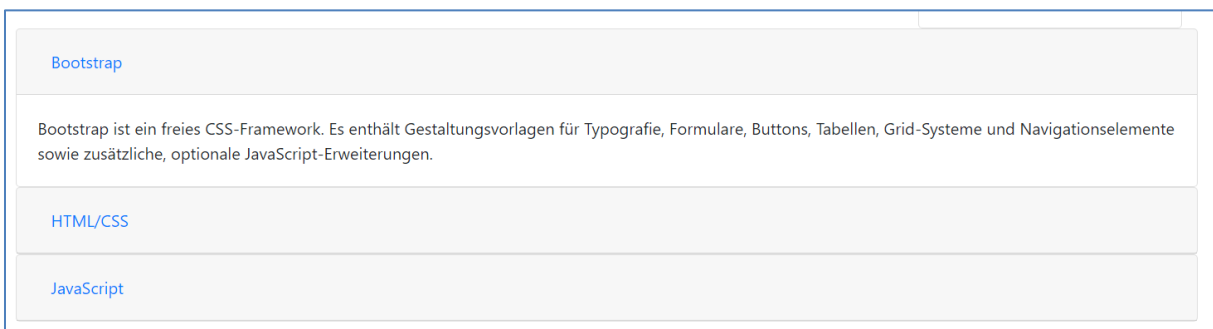 Bootstrap
Bootstrap ist ein freies CSS-Framework. Es enthält Gestaltungsvorlagen für Typografie, Formulare, Buttons, Tabellen, Grid-Systeme und Navigationselemente
sowie zusätzliche, optionale JavaScript-Erweiterungen.
HTML/CSS
JavaScript